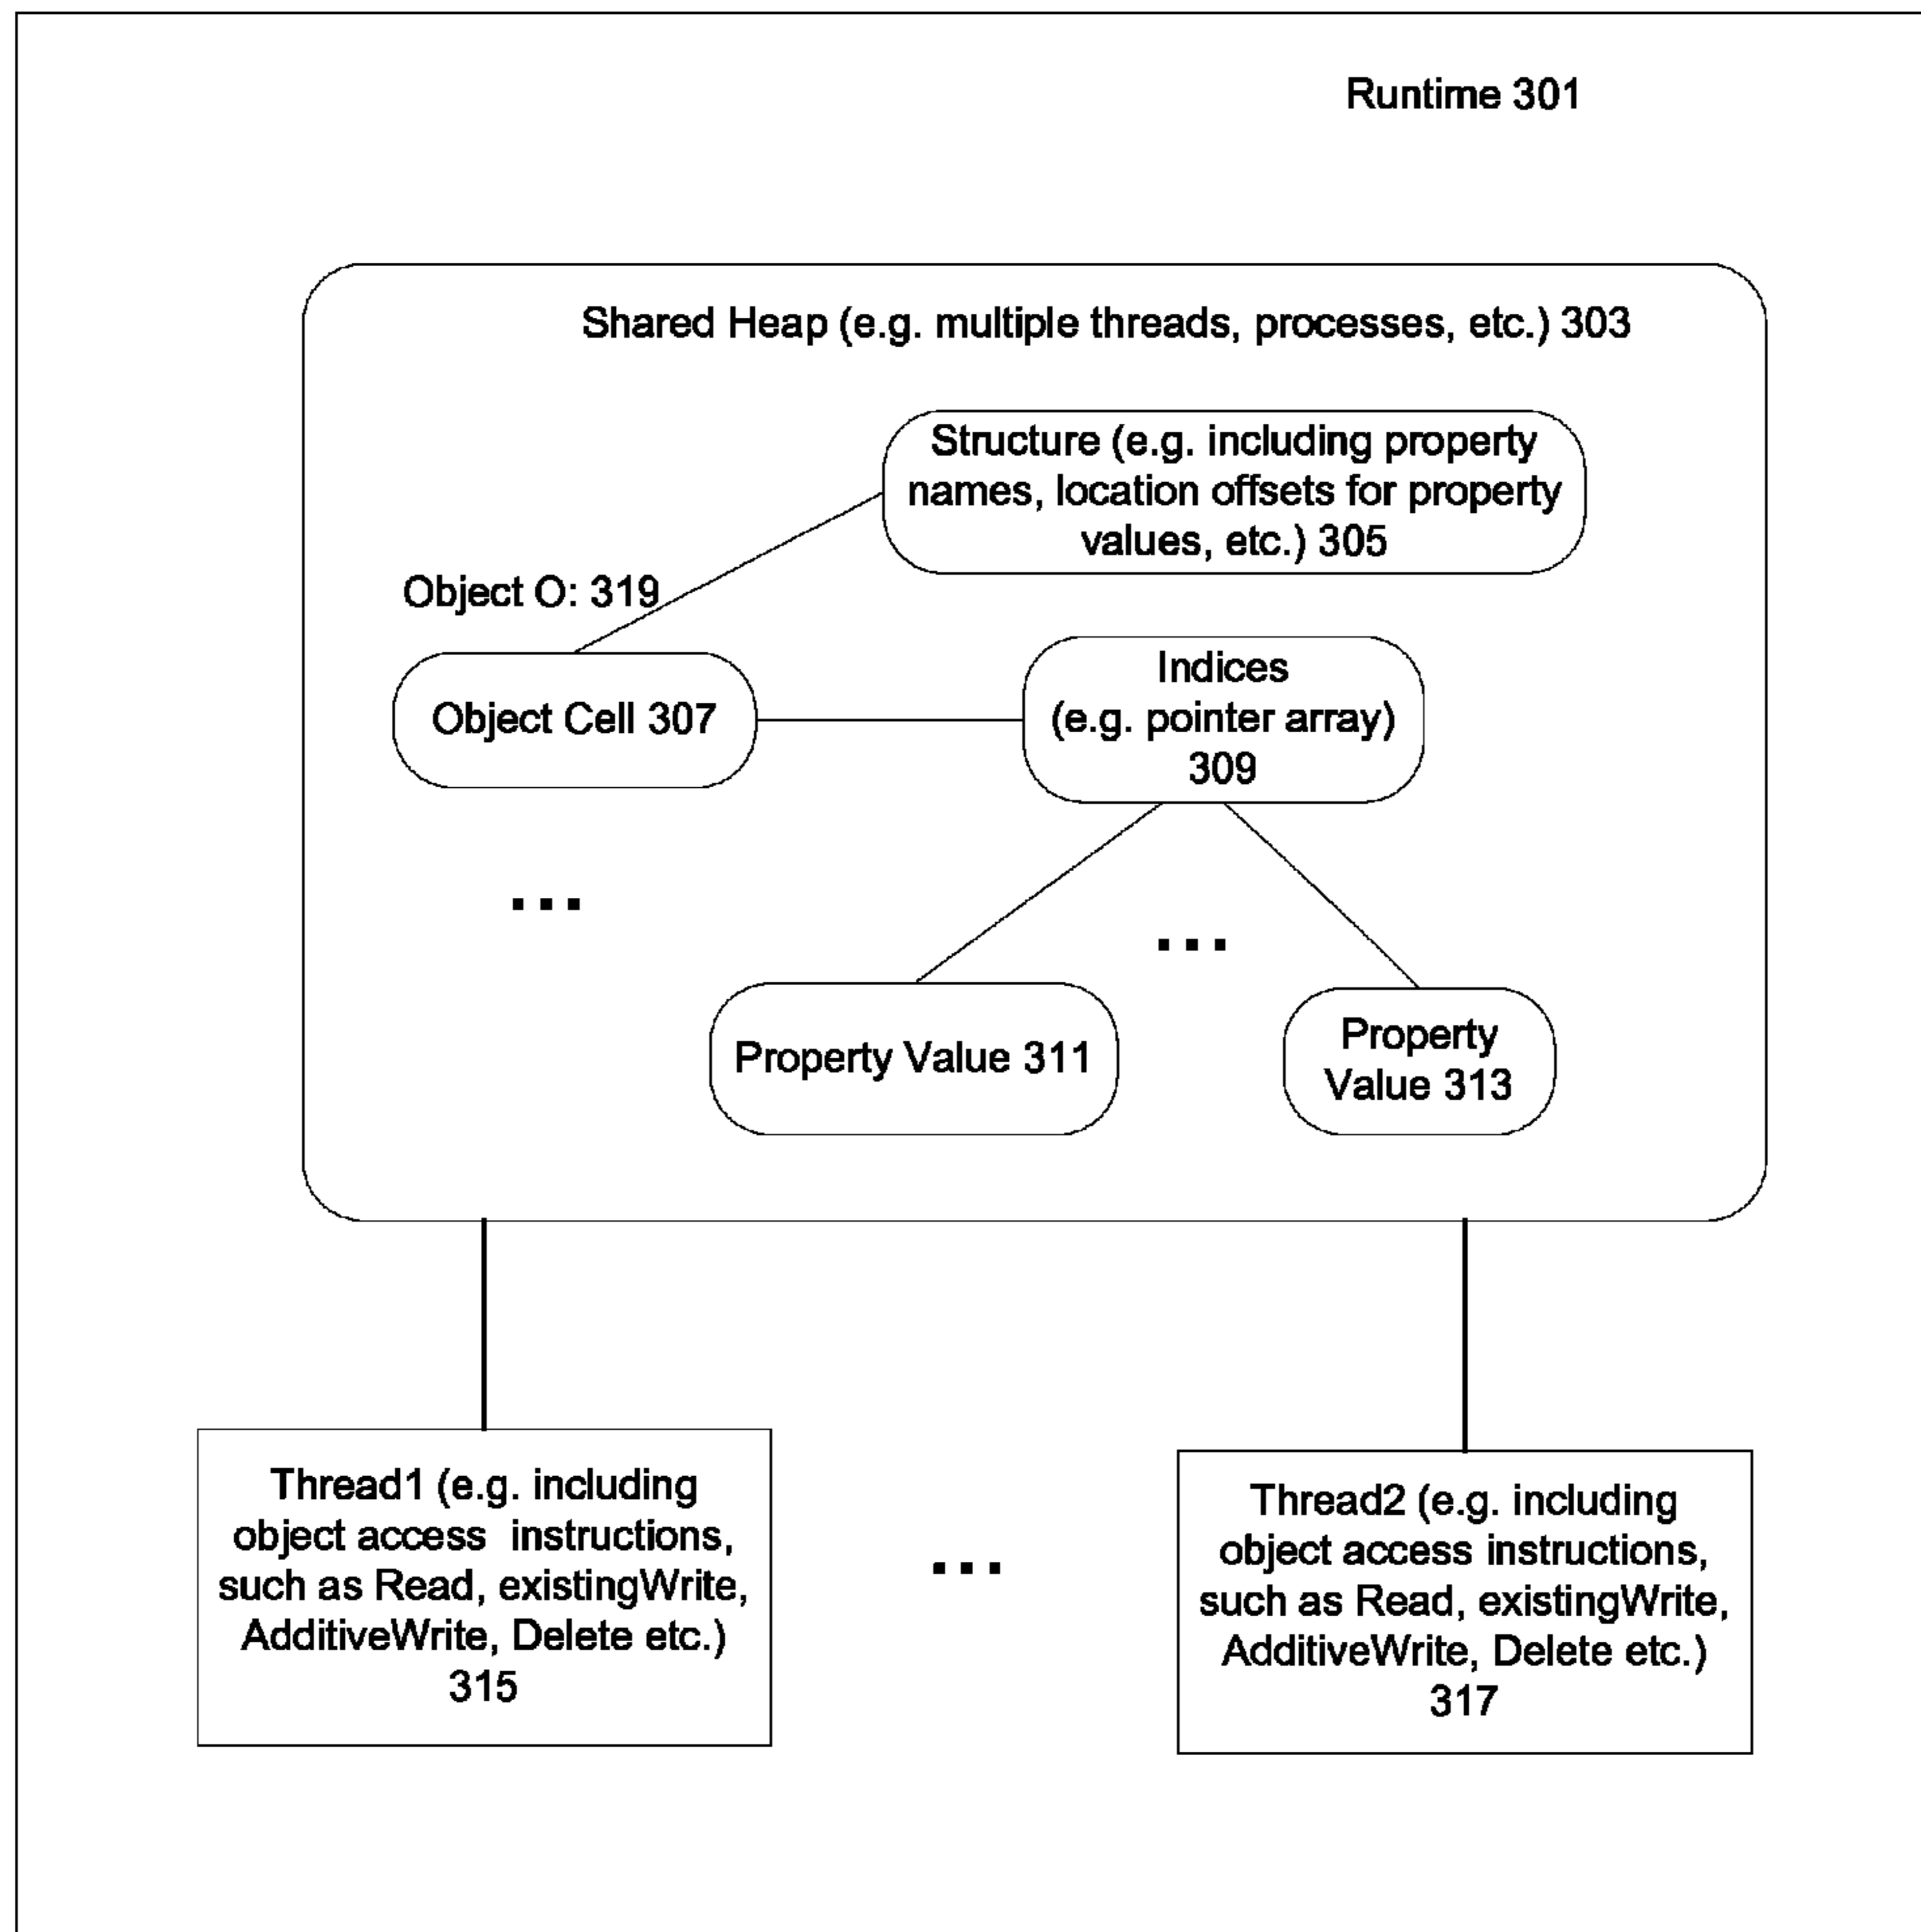 Runtime 301
Shared Heap (e.g. multiple threads, processes, etc.) 303
Structure (e.g. including property
names, location offsets for property
values, etc.) 305
Object O: 319
Object Cell 307
Indices
(e.g. pointer array)
309
...
...
Property Value 311
Property
Value 313
Thread1 (e.g. including
object access  instructions,
such as Read, existingWrite,
AdditiveWrite, Delete etc.)
315
...
Thread2 (e.g. including
object access instructions,
such as Read, existingWrite,
AdditiveWrite, Delete etc.)
317